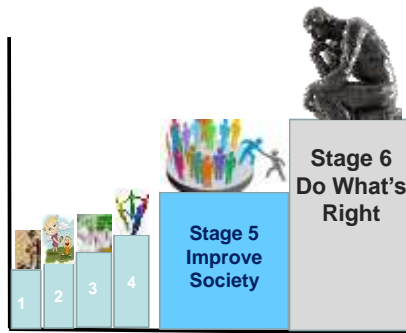 1
2
3
4
Stage 5
Improve
Society
Stage 6
Do What's
Right